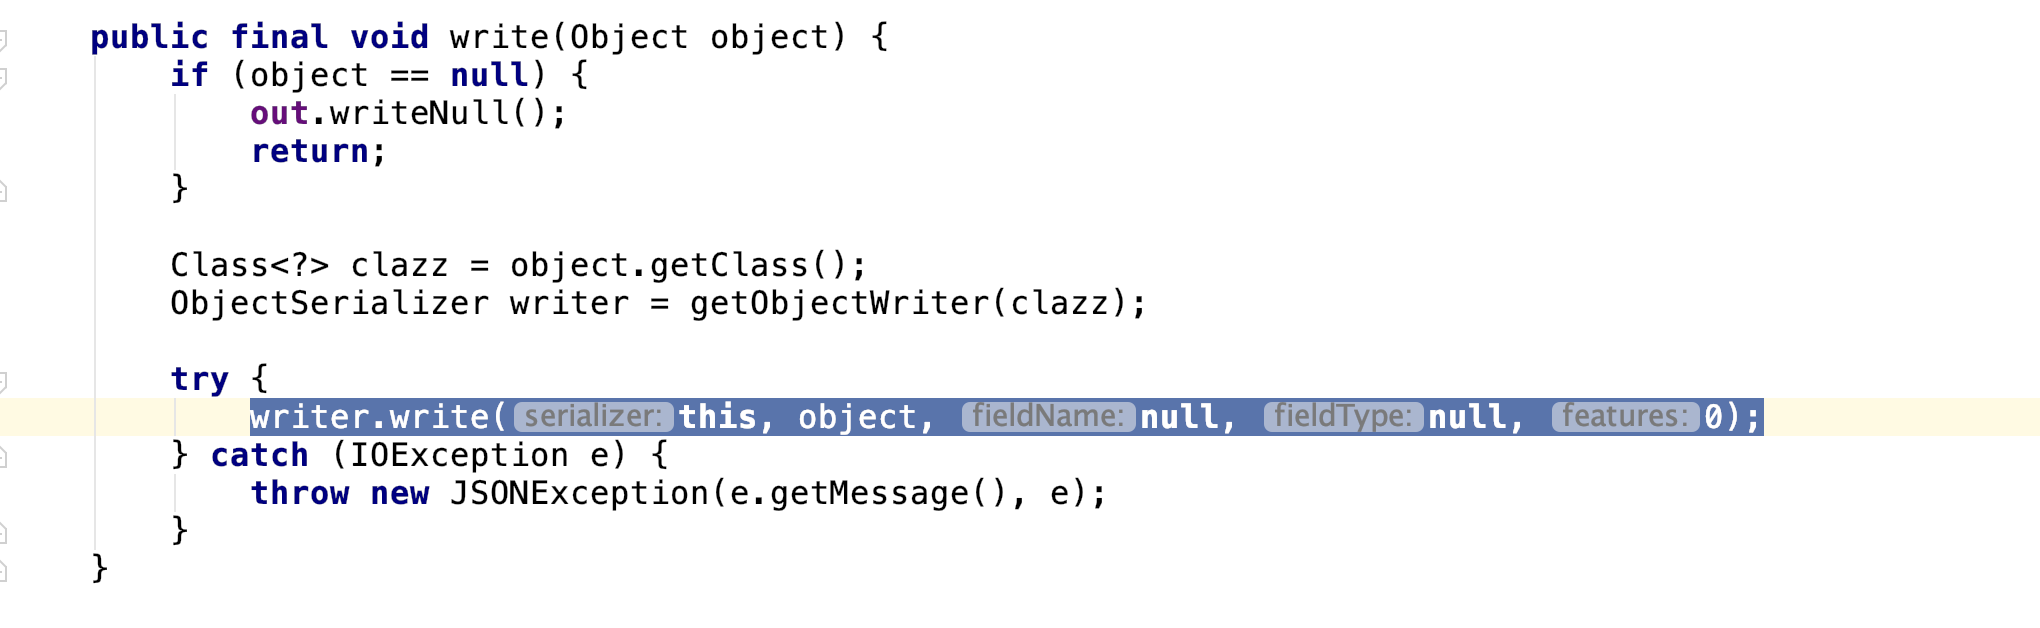 public final void write(Object object) {
if (object == null) {
out.writeNull();
return;
}
Class<?> clazz = object.getClass();
ObjectSerializer writer = getObjectWriter(clazz);
try {
writer.write( serializer: this, object, fieldName: null, fieldType: null, features: 0);
} catch (IOException e) {
throw new JSONException(e.getMessage(), e);
}
}